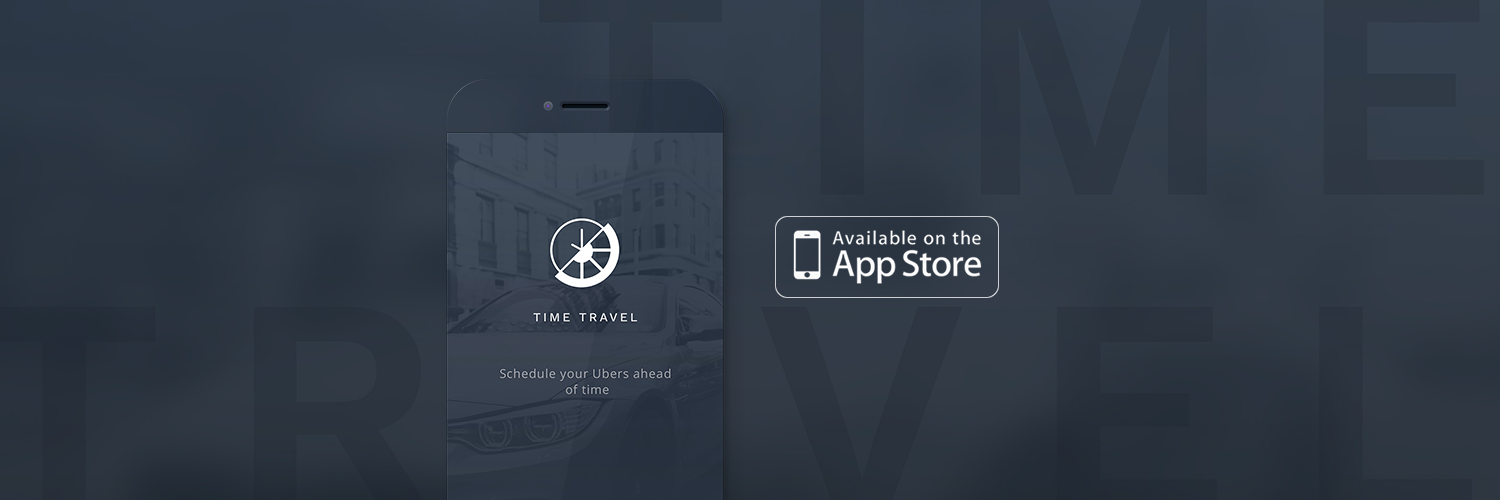 TIME
TRAVEL
TIME TRAVEL
Schedule your Ubers ahead
of time
Available on the
App Store